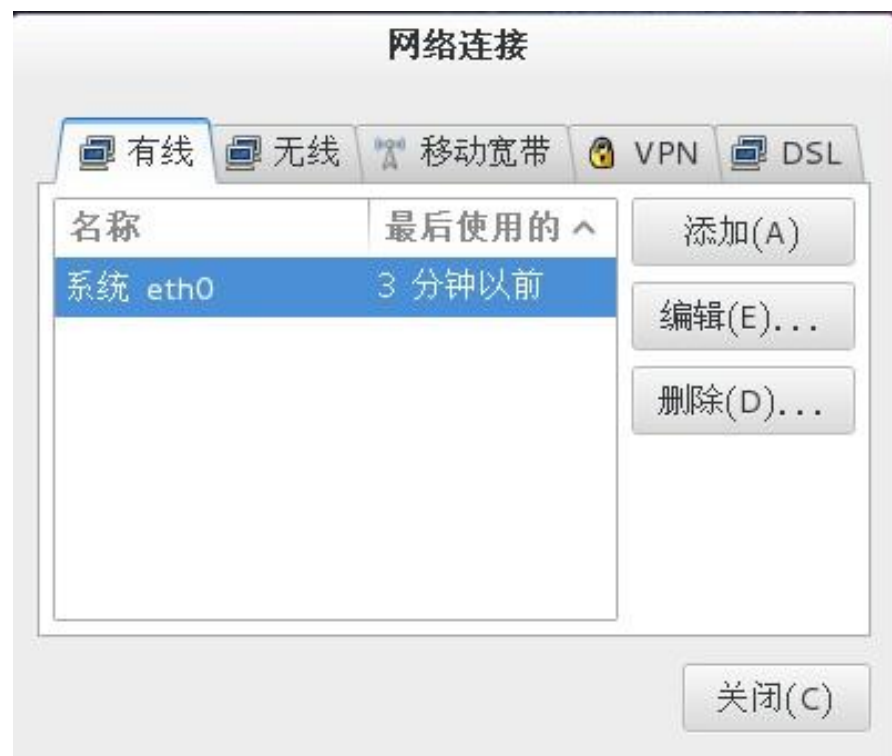 网络连接
有线 无线 移动宽带 VPN DSL
名称 最后使用的
系统 eth0 3 分钟以前
添加(A)
编辑(E)...
删除(D)...
关闭(C)